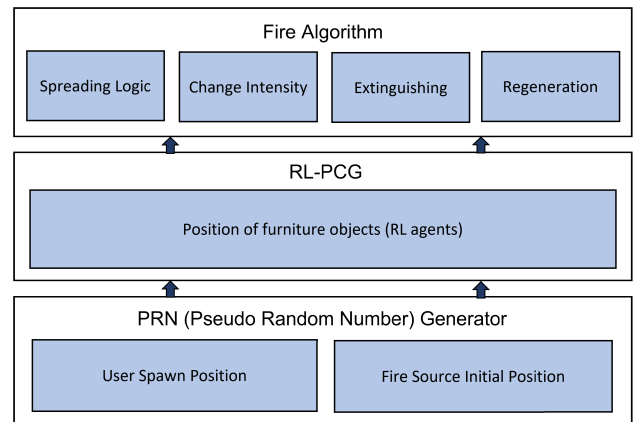 Fire Algorithm
Spreading Logic
Change Intensity
Extinguishing
Regeneration
RL-PCG
Position of furniture objects (RL agents)
PRN (Pseudo Random Number) Generator
User Spawn Position
Fire Source Initial Position